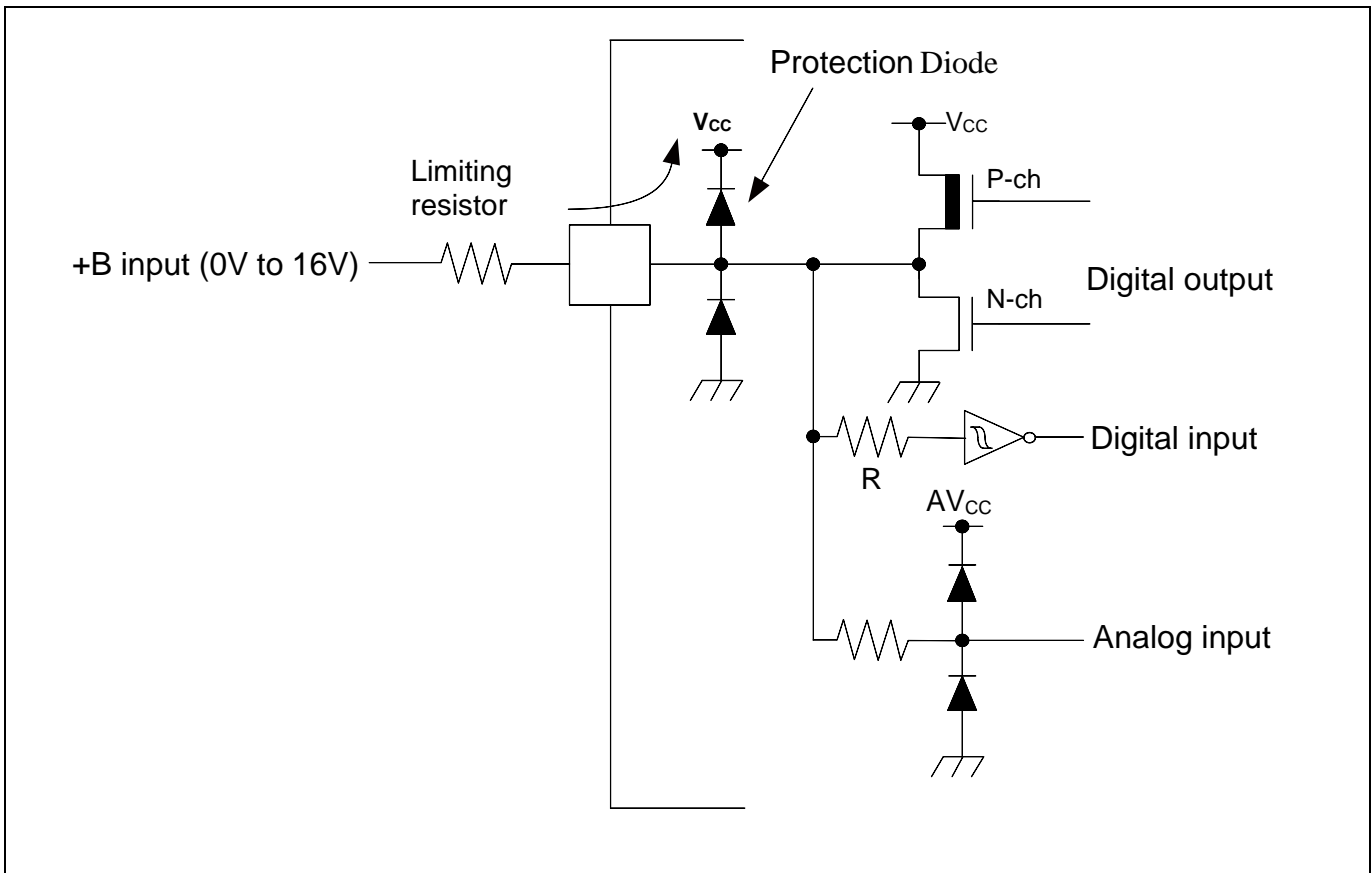 Protection Diode
Vcc
Vcc
Limiting
resistor
P-ch
+B input (0V to 16V)
Digital output
N-ch
Digital input
R
AVcc
Analog input